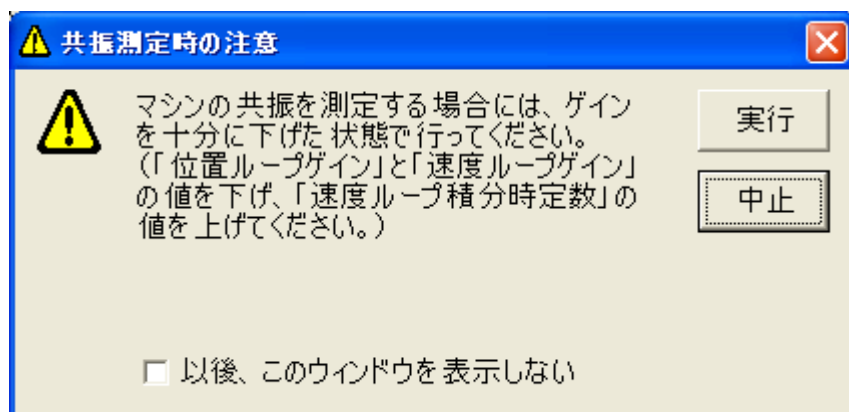 共振測定時の注意
マシンの共振を測定する場合には、ゲイン
を十分に下げた状態で行ってください。
(「位置ループゲイン」と「速度ループゲイン」
の値を下げ、「速度ループ積分時定数」の
値を上げてください。)
実行
中止
以後、このウィンドウを表示しない